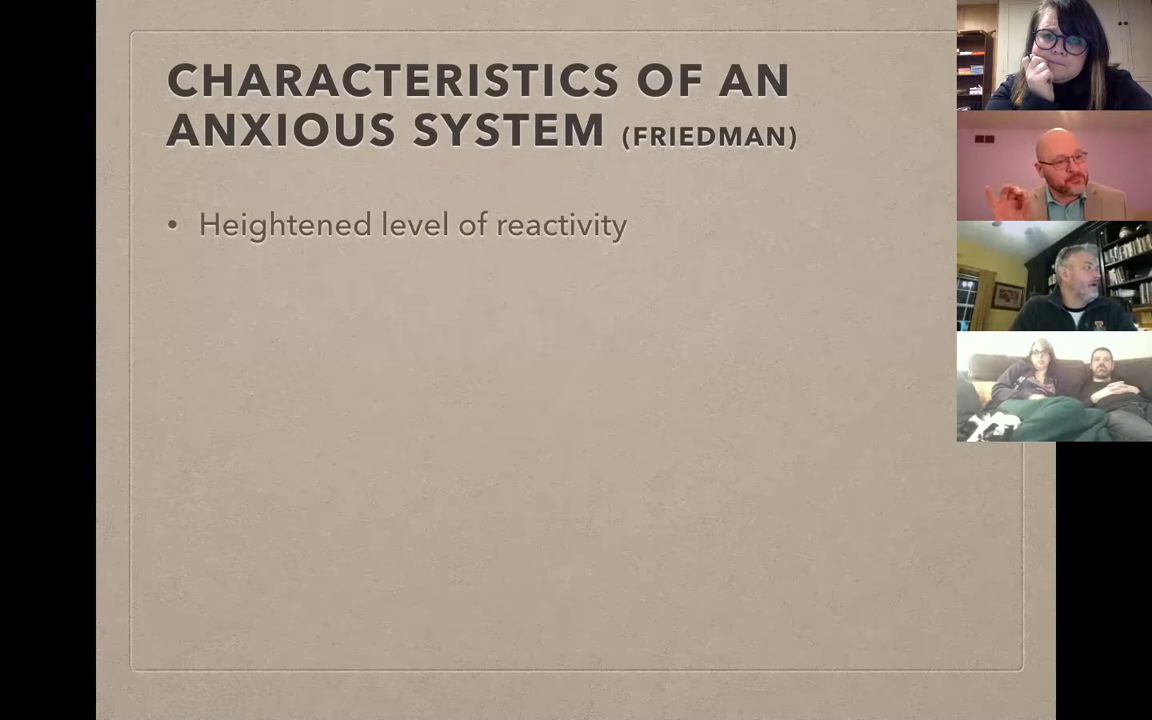 CHARACTERISTICS OF AN
ANXIOUS SYSTEM (FRIEDMAN)
• Heightened level of reactivity